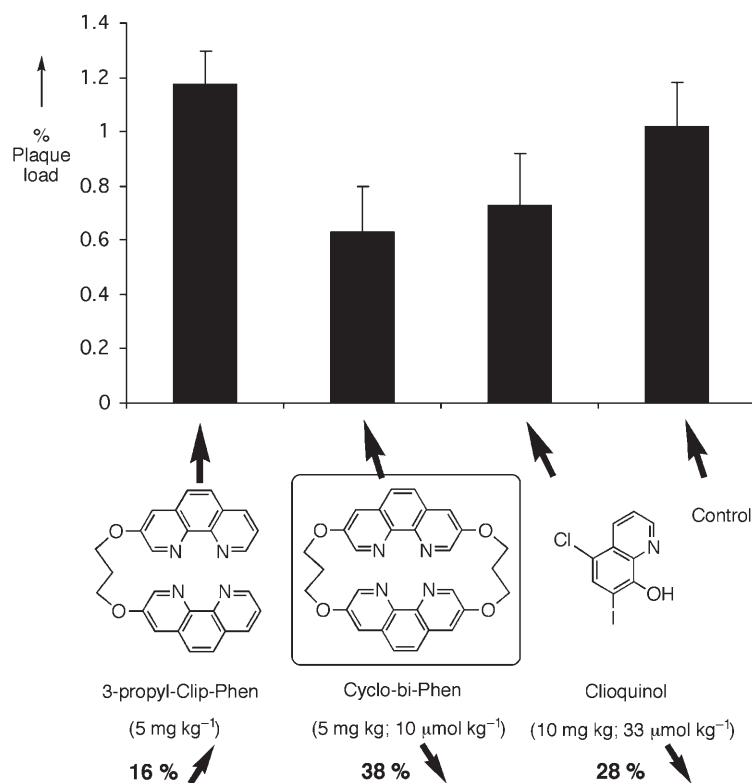 1.4
1.2
1
0.8
0.6
0.4
0.2
0
%
Plaque
load
O
N
N
O
N
N
O
N
N
O
O
N
N
O
Cl
N
OH
I
Control
3-propyl-Clip-Phen
(5 mg kg⁻¹)
16 %
Cyclo-bi-Phen
(5 mg kg; 10 μmol kg⁻¹)
38 %
Clioquinol
(10 mg kg; 33 μmol kg⁻¹)
28 %